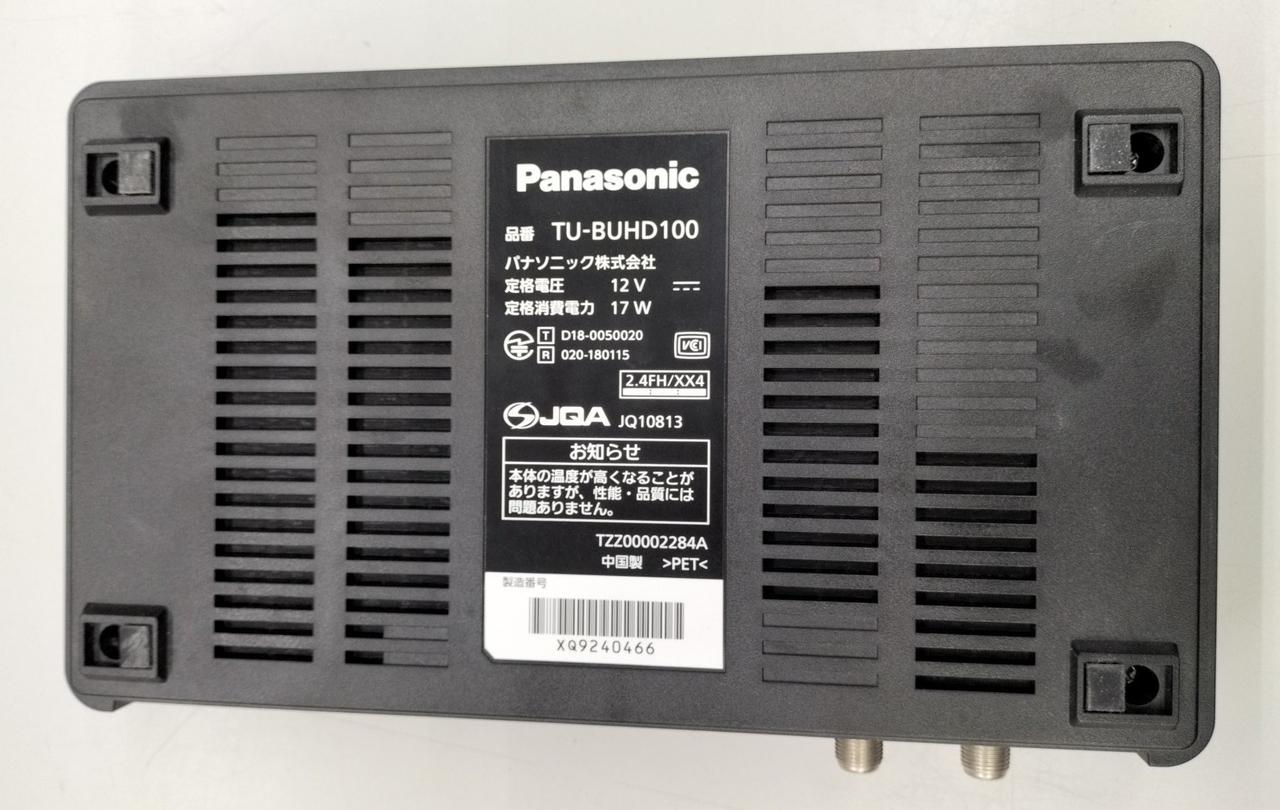 Panasonic
品番 TU-BUHD100
パナソニック株式会社
定格電圧 12 V
定格消費電力 17 W
T D18-0050020
R 020-180115
VCI
2.4FH/XX4
JQA JQ10813
お知らせ
本体の温度が高くなることが
ありますが、性能・品質には
問題ありません。
TZZ00002284A
中国製 >PET<
製造番号
XQ9240466